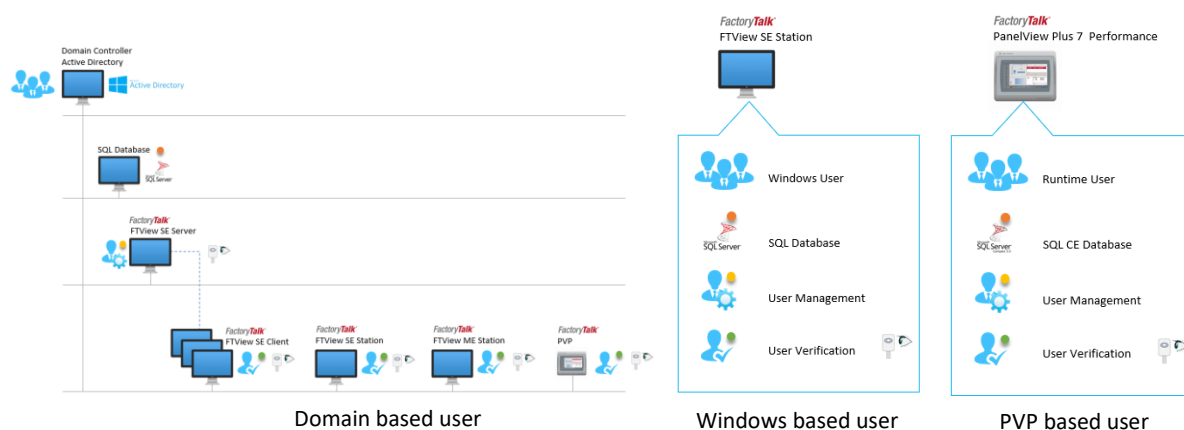 Domain Controller
Active Directory
Active Directory
SQL Database
SQL Server
FactoryTalk
FTView SE Server
FactoryTalk
FTView SE Client
FactoryTalk
FTView SE Station
FactoryTalk
FTView ME Station
FactoryTalk
PVP
Domain based user
FactoryTalk
FTView SE Station
Windows User
SQL Server
SQL Database
User Management
User Verification
Windows based user
FactoryTalk
PanelView Plus 7 Performance
Runtime User
SQL Server
SQL CE Database
User Management
User Verification
PVP based user